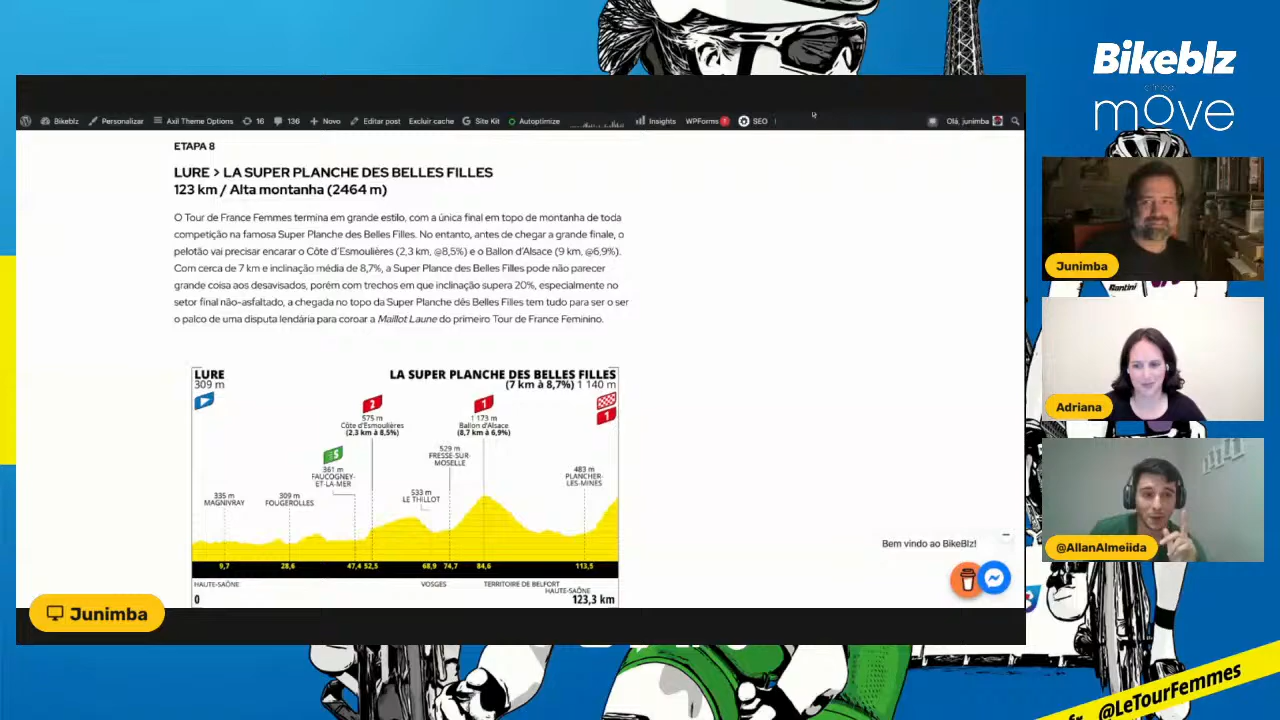 Bikeblz
clínica
mOve
Bikeblz
Personalizar
Axil Theme Options
16
136
Novo
Editar post
Excluir cache
Site Kit
Autoptimize
Insights
WPForms
1
SEO
Olá, junimba
ETAPA 8
LURE > LA SUPER PLANCHE DES BELLES FILLES
123 km / Alta montanha (2464 m)
O Tour de France Femmes termina em grande estilo, com a única final em topo de montanha de toda
competição na famosa Super Planche des Belles Filles. No entanto, antes de chegar a grande finale, o
pelotão vai precisar encarar o Côte d'Esmoulières (2,3 km, @8,5%) e o Ballon d'Alsace (9 km, @6,9%).
Com cerca de 7 km e inclinação média de 8,7%, a Super Plance des Belles Filles pode não parecer
grande coisa aos desavisados, porém com trechos em que inclinação supera 20%, especialmente no
setor final não-asfaltado, a chegada no topo da Super Planche dês Belles Filles tem tudo para ser o ser
o palco de uma disputa lendária para coroar a Maillot Laune do primeiro Tour de France Feminino.
LURE
309 m
LA SUPER PLANCHE DES BELLES FILLES
(7 km à 8,7%) 1 140 m
2
575 m
Côte d'Esmoulières
(2.3 km à 8,5%)
1
1 173 m
Ballon d'Alsace
(8,7 km à 6,9%)
1
S
361 m
FAUCOGNEY-
ET-LA-MER
529 m
FRESSE-SUR-
MOSELLE
483 m
PLANCHER-
LES-MINES
335 m
MAGNIVRAY
309 m
FOUGEROLLES
533 m
LE THILLOT
9,7
28,6
47,4
52,5
68,9
74,7
84,6
113,5
HAUTE-SAÔNE
VOSGES
TERRITOIRE DE BELFORT
HAUTE-SAÔNE
0
123,3 km
Bem vindo ao BikeBlz!
Junimba
Junimba
Santini
Adriana
@AllanAlmeiida
.fr
@LeTourFemmes